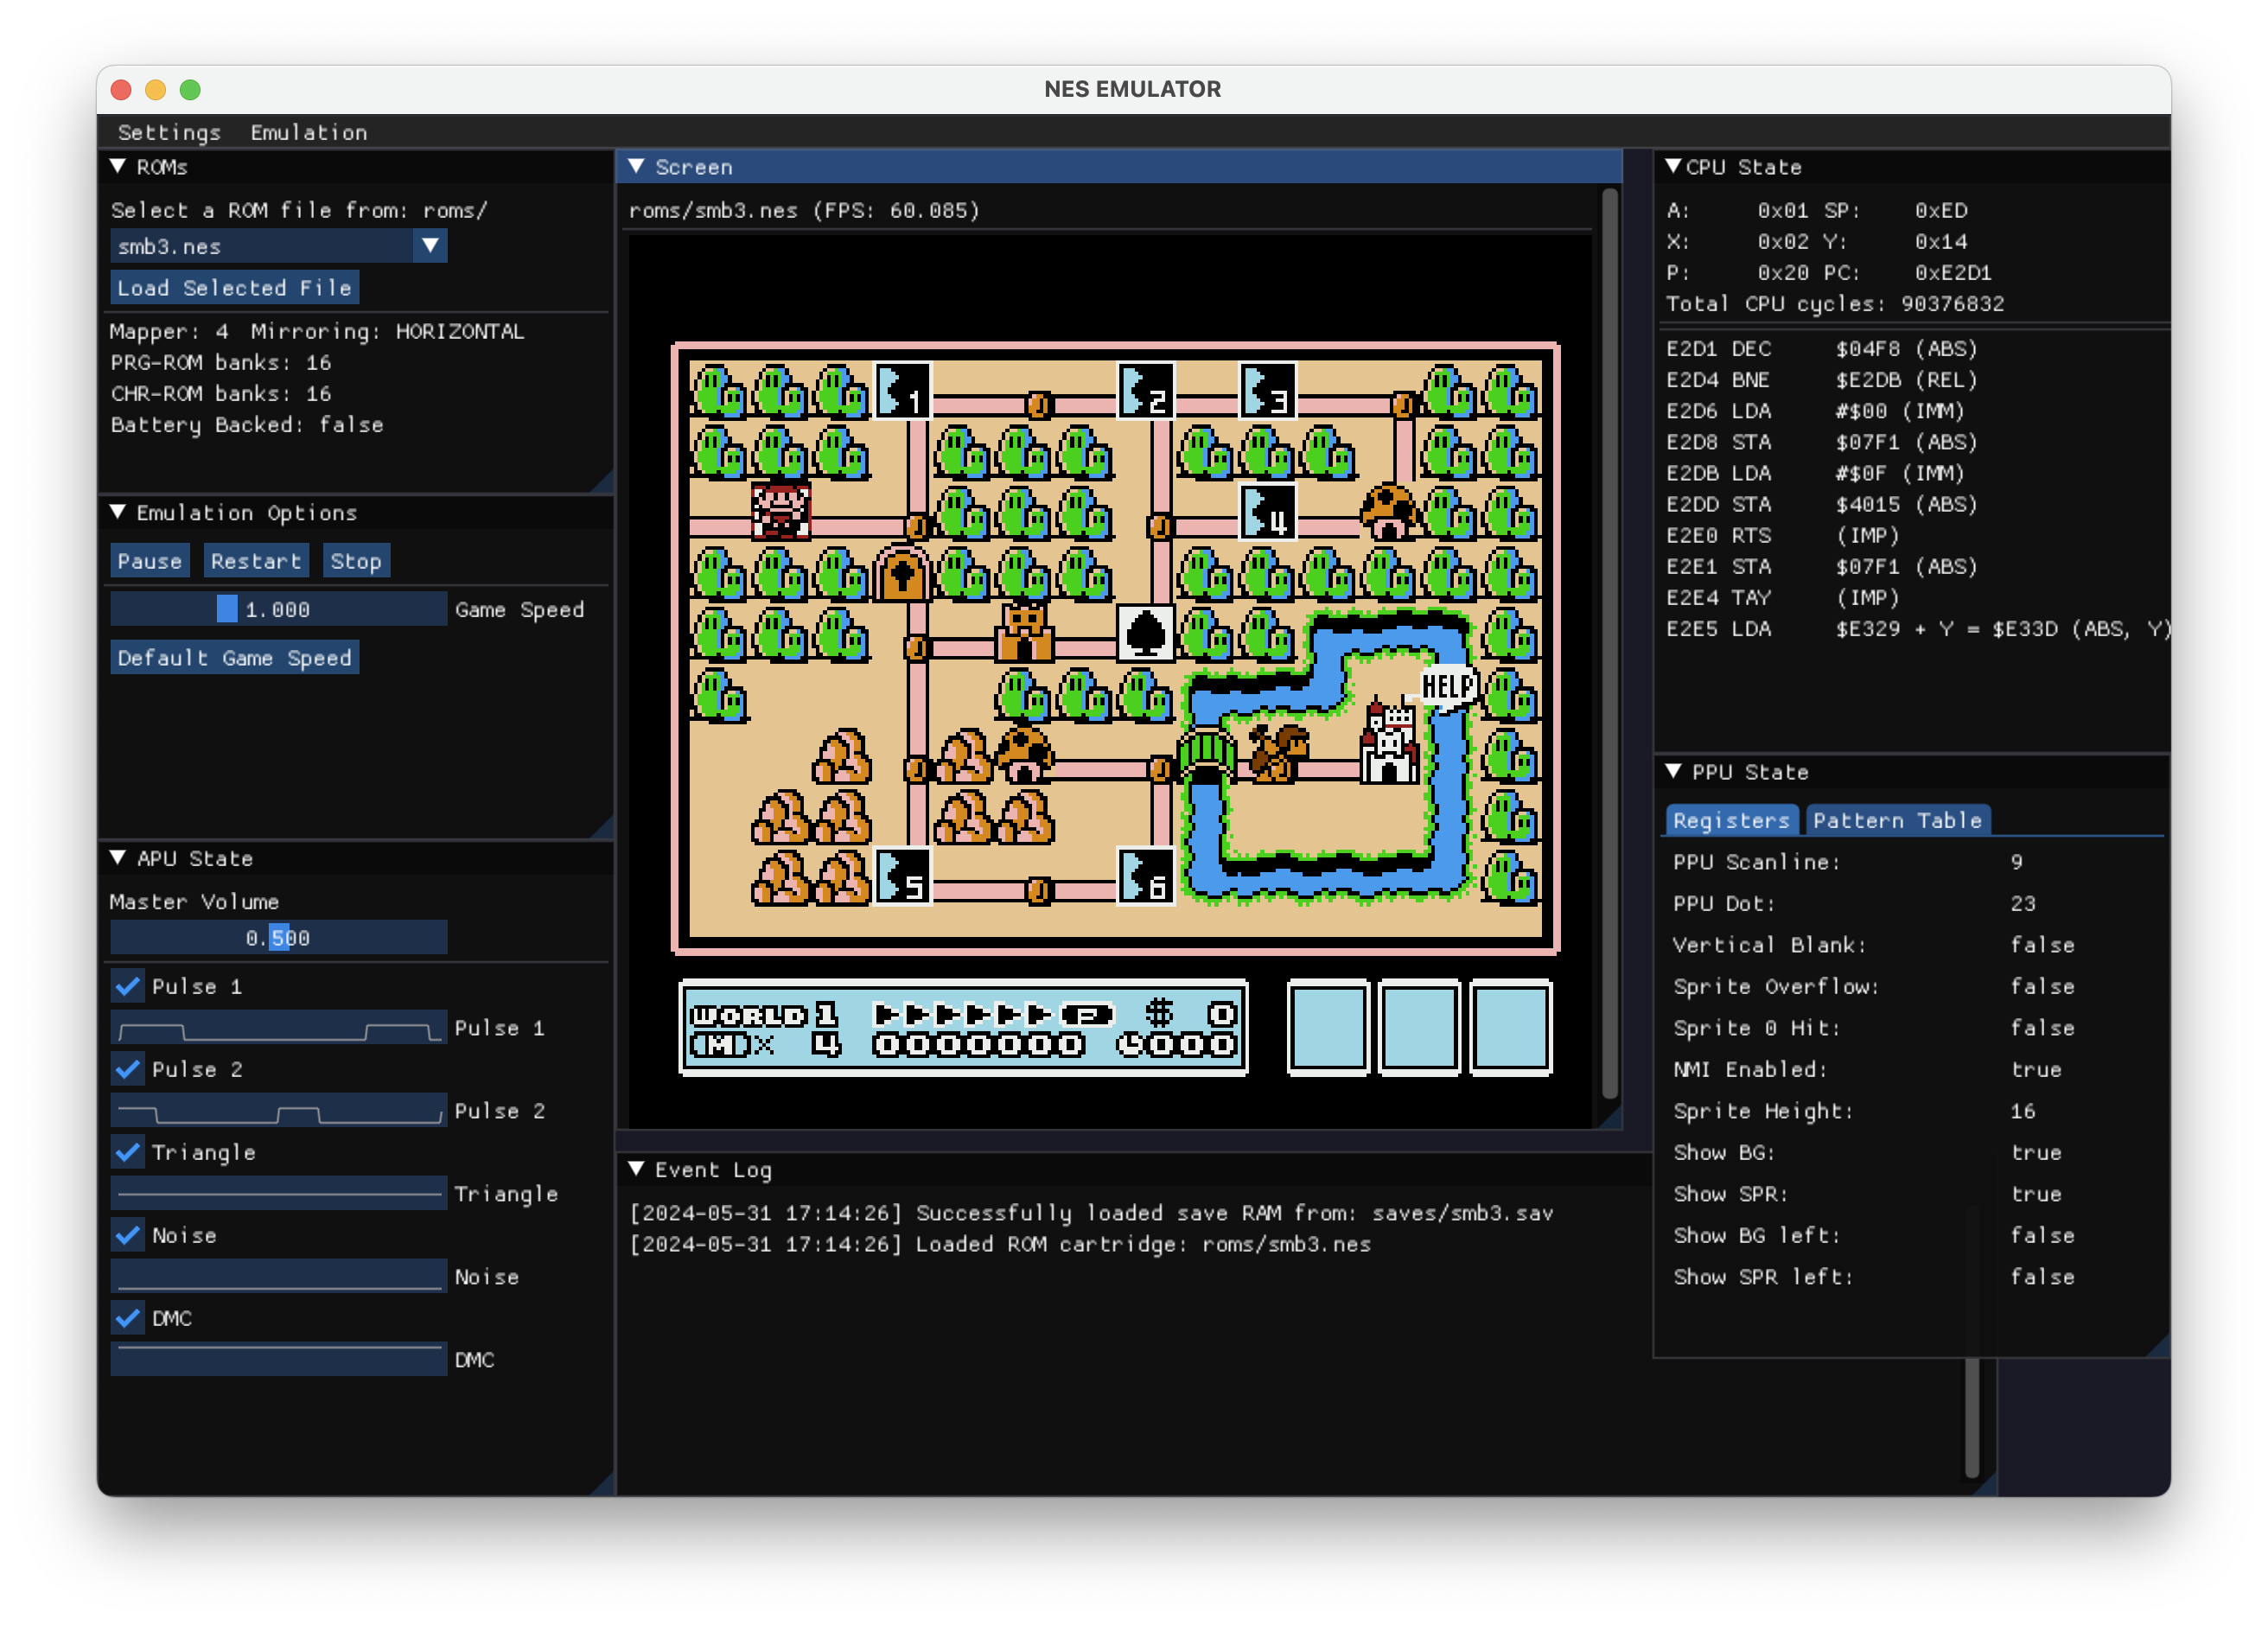 NES EMULATOR
Settings Emulation
ROMs
Select a ROM file from: roms/
smb3.nes
Load Selected File
Mapper: 4 Mirroring: HORIZONTAL
PRG-ROM banks: 16
CHR-ROM banks: 16
Battery Backed: false
Emulation Options
Pause Restart Stop
1.000 Game Speed
Default Game Speed
APU State
Master Volume
0.500
Pulse 1
Pulse 1
Pulse 2
Pulse 2
Triangle
Triangle
Noise
Noise
DMC
DMC
Screen
roms/smb3.nes (FPS: 60.085)
1 2 3
4
HELP
5 6
WORLD 1 P $ 0
M x 4 0000000 000
Event Log
[2024-05-31 17:14:26] Successfully loaded save RAM from: saves/smb3.sav
[2024-05-31 17:14:26] Loaded ROM cartridge: roms/smb3.nes
CPU State
A: 0x01 SP: 0xED
X: 0x02 Y: 0x14
P: 0x20 PC: 0xE2D1
Total CPU cycles: 90376832
E2D1 DEC $04F8 (ABS)
E2D4 BNE $E2DB (REL)
E2D6 LDA #$00 (IMM)
E2D8 STA $07F1 (ABS)
E2DB LDA #$0F (IMM)
E2DD STA $4015 (ABS)
E2E0 RTS (IMP)
E2E1 STA $07F1 (ABS)
E2E4 TAY (IMP)
E2E5 LDA $E329 + Y = $E33D (ABS, Y)
PPU State
Registers Pattern Table
PPU Scanline: 9
PPU Dot: 23
Vertical Blank: false
Sprite Overflow: false
Sprite 0 Hit: false
NMI Enabled: true
Sprite Height: 16
Show BG: true
Show SPR: true
Show BG left: false
Show SPR left: false